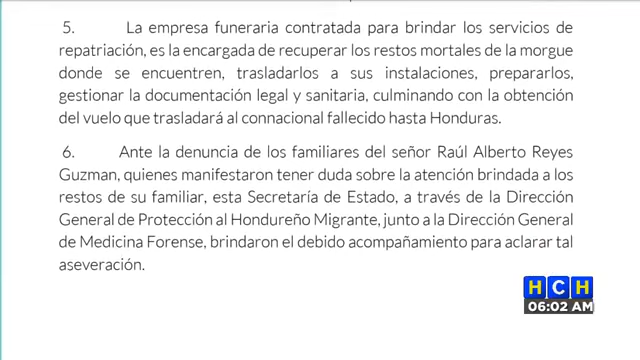 5. La empresa funeraria contratada para brindar los servicios de
repatriación, es la encargada de recuperar los restos mortales de la morgue
donde se encuentren, trasladarlos a sus instalaciones, prepararlos,
gestionar la documentación legal y sanitaria, culminando con la obtención
del vuelo que trasladará al connacional fallecido hasta Honduras.
6. Ante la denuncia de los familiares del señor Raúl Alberto Reyes
Guzman, quienes manifestaron tener duda sobre la atención brindada a los
restos de su familiar, esta Secretaría de Estado, a través de la Dirección
General de Protección al Hondureño Migrante, junto a la Dirección General
de Medicina Forense, brindaron el debido acompañamiento para aclarar tal
aseveración.
HCH
06:02 AM